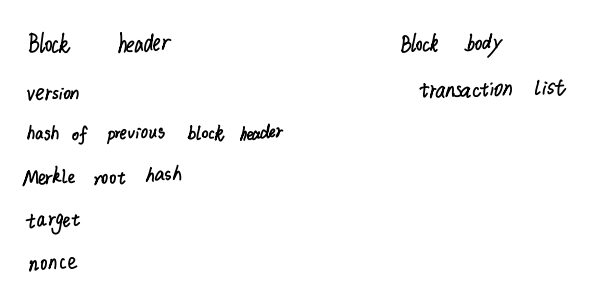 Block header
version
hash of previous block header
Merkle root hash
target
nonce
Block body
transaction list